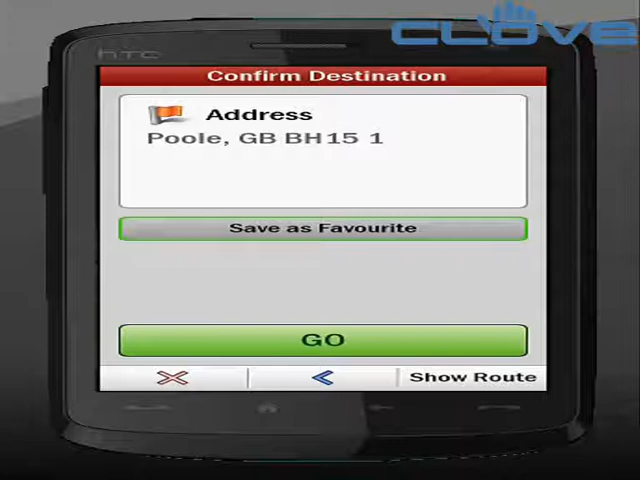 CLOVE
hTC
Confirm Destination
Address
Poole, GB BH15 1
Save as Favourite
GO
Show Route